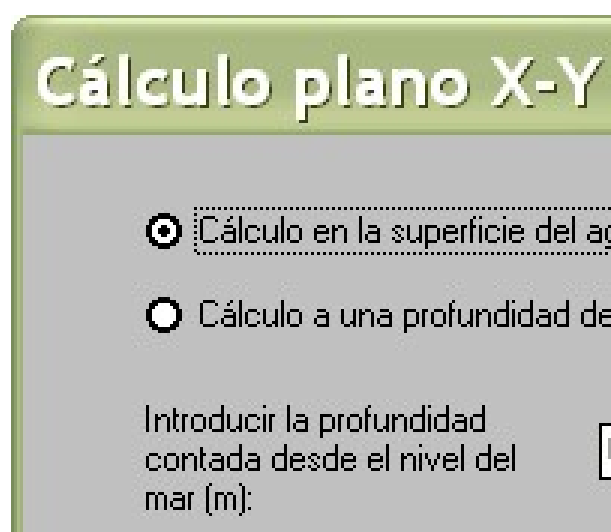 Cálculo plano X-Y
Cálculo en la superficie del
Cálculo a una profundidad de
Introducir la profundidad
contada desde el nivel del
mar (m):